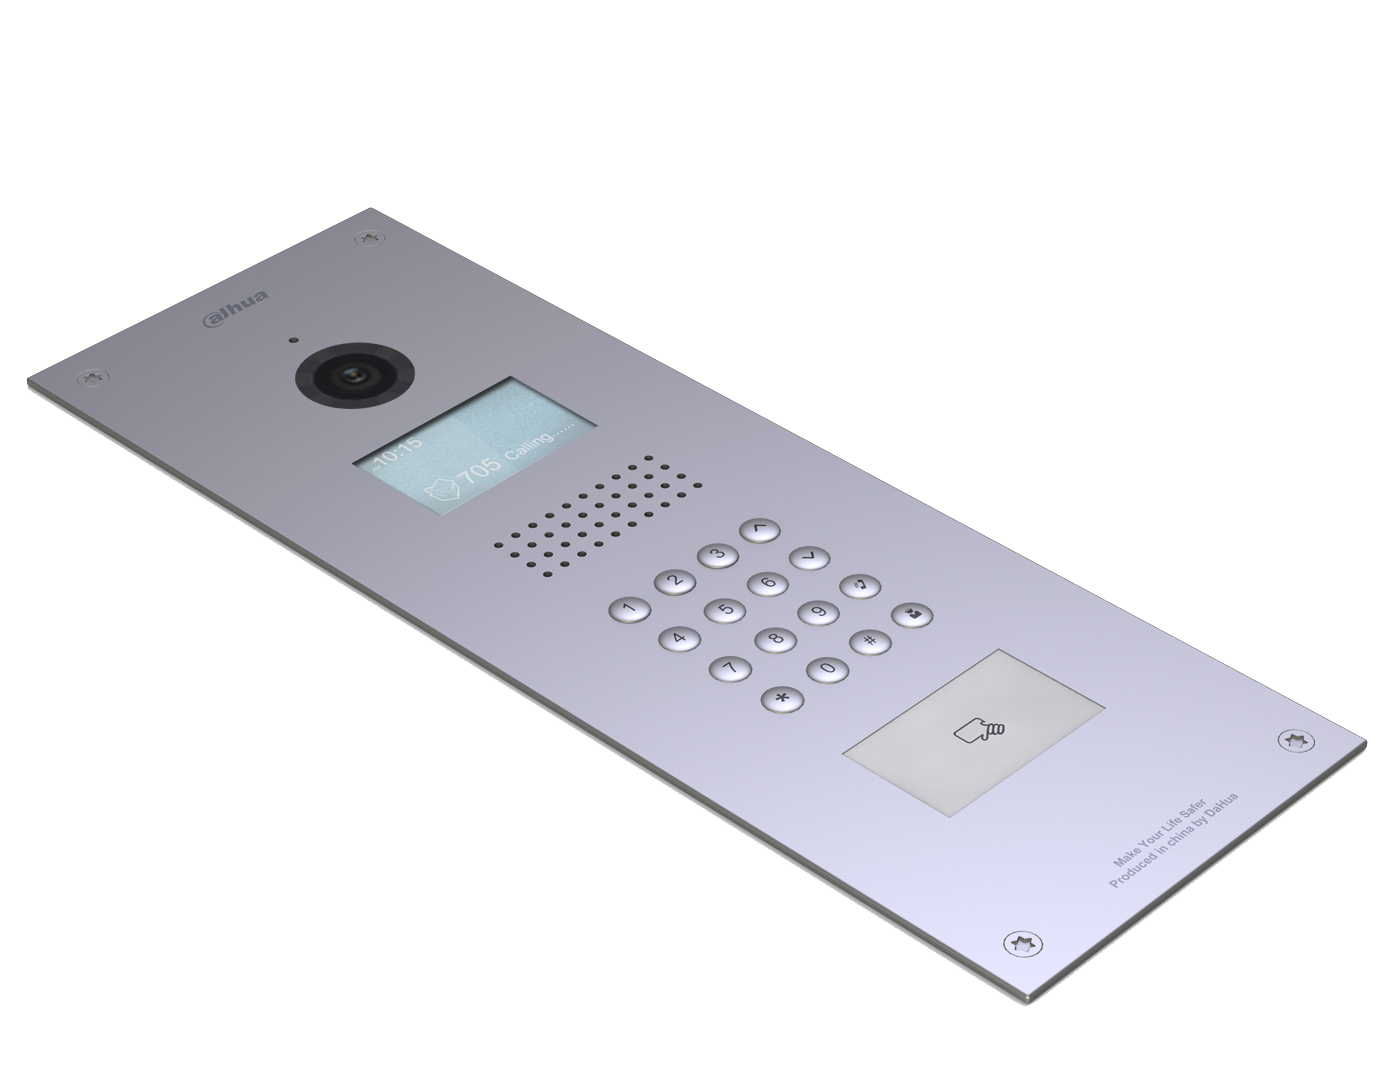 alhua
10:15
705 Calling......
1 2 3 ^
4 5 6 v
7 8 9
* 0 #
Make Your Life Safer
Produced in china by DaHua